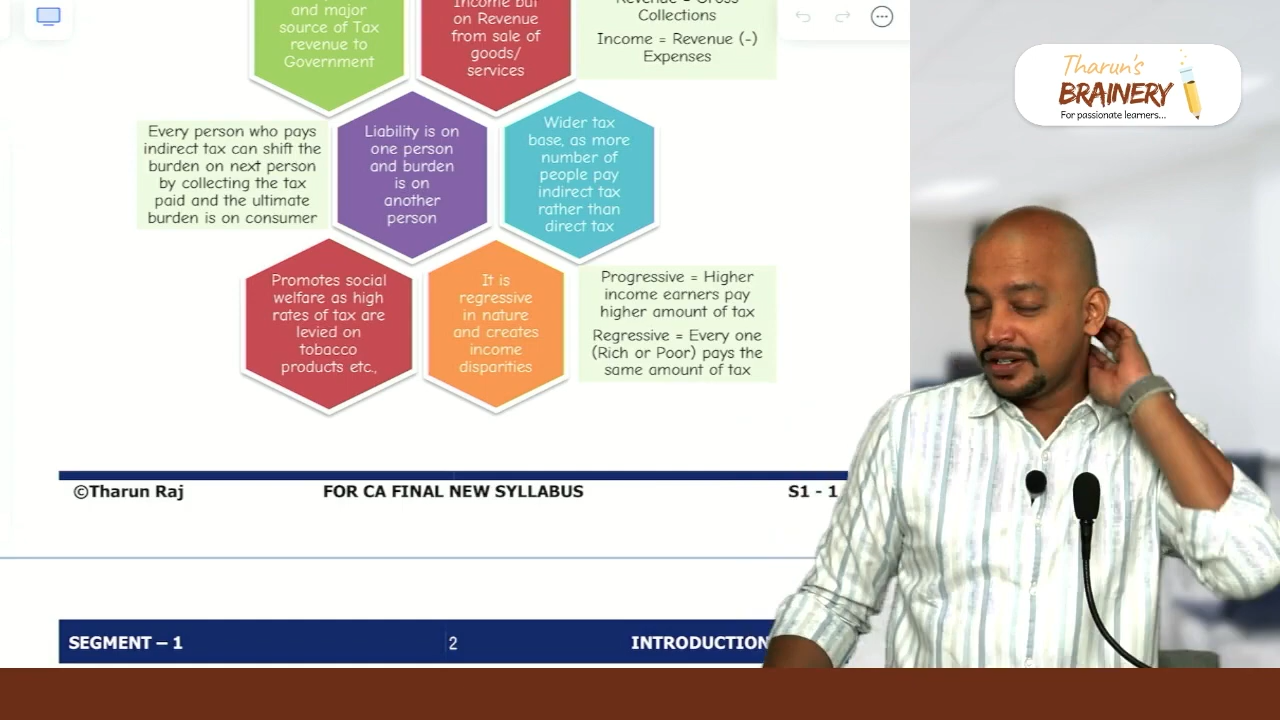 and major
source of Tax
revenue to
Government
Income but
on Revenue
from sale of
goods/
services
Revenue = Gross
Collections
Income = Revenue (-)
Expenses
Every person who pays
indirect tax can shift the
burden on next person
by collecting the tax
paid and the ultimate
burden is on consumer
Liability is on
one person
and burden
is on
another
person
Wider tax
base, as more
number of
people pay
indirect tax
rather than
direct tax
Promotes social
welfare as high
rates of tax are
levied on
tobacco
products etc.,
It is
regressive
in nature
and creates
income
disparities
Progressive = Higher
income earners pay
higher amount of tax
Regressive = Every one
(Rich or Poor) pays the
same amount of tax
©Tharun Raj FOR CA FINAL NEW SYLLABUS S1 - 1
SEGMENT – 1 2 INTRODUCTION
Tharun's
BRAINERY
For passionate learners...